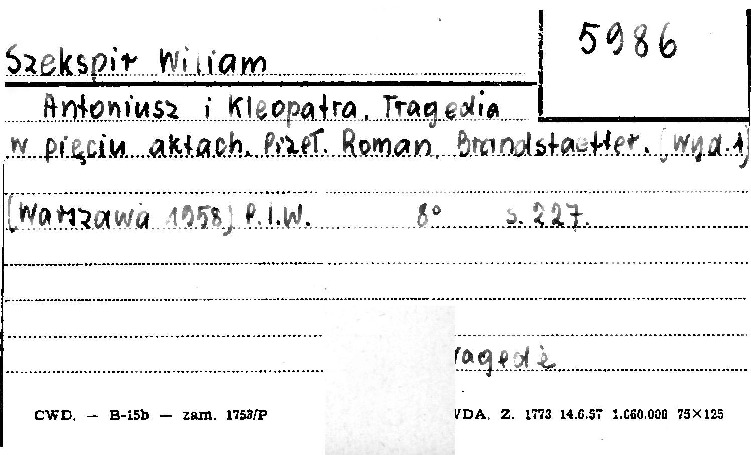 5986
Szekspir Wiliam
Antoniusz i Kleopatra. Tragedia
w pięciu aktach. Przeł. Roman Brandstaetter. [Wyd. 1]
[Warszawa 1958] P.I.W. 8° s. 227.
ragedie
CWD. — B-15b — zam. 1753/P WDA. Z. 1773 14.6.57 1.060.000 75×125